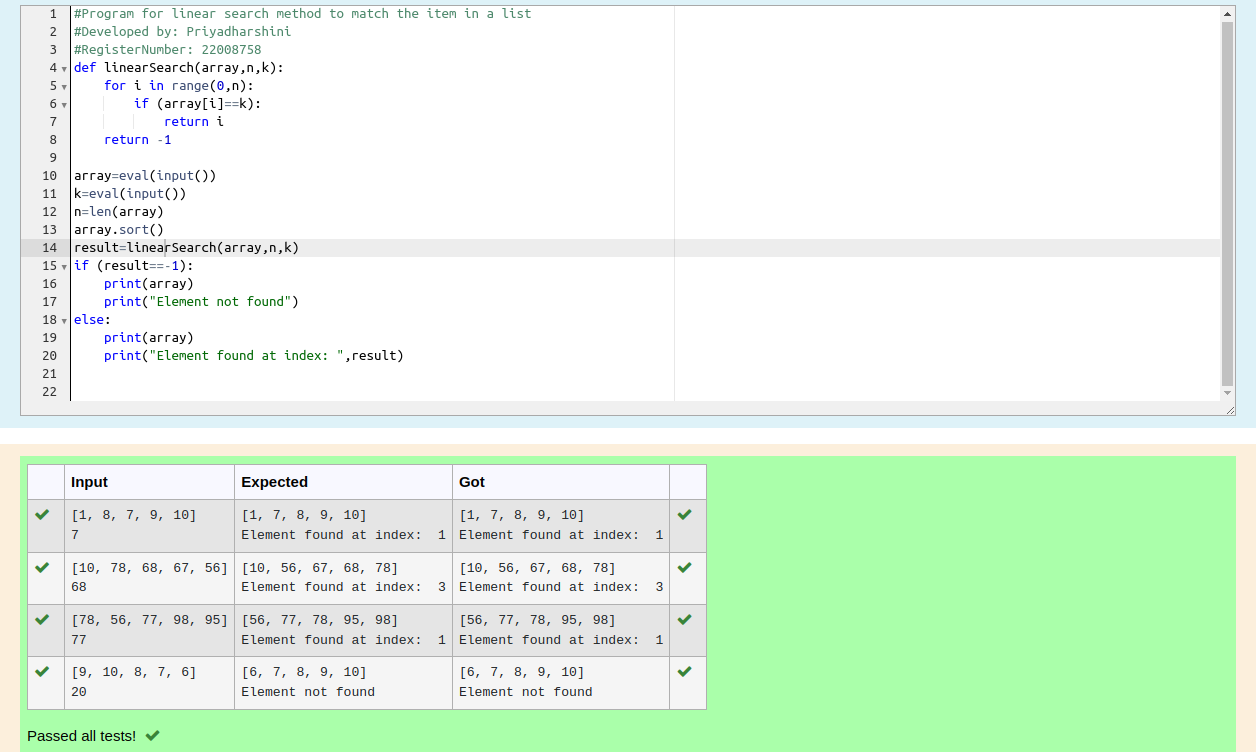 1 #Program for linear search method to match the item in a list
2 #Developed by: Priyadharshini
3 #RegisterNumber: 22008758
4 def linearSearch(array,n,k):
5     for i in range(0,n):
6         if (array[i]==k):
7             return i
8     return -1
9
10 array=eval(input())
11 k=eval(input())
12 n=len(array)
13 array.sort()
14 result=linearSearch(array,n,k)
15 if (result==-1):
16     print(array)
17     print("Element not found")
18 else:
19     print(array)
20     print("Element found at index: ",result)
21
22
Input Expected Got
[1, 8, 7, 9, 10] [1, 7, 8, 9, 10] [1, 7, 8, 9, 10]
7 Element found at index:  1 Element found at index:  1
[10, 78, 68, 67, 56] [10, 56, 67, 68, 78] [10, 56, 67, 68, 78]
68 Element found at index:  3 Element found at index:  3
[78, 56, 77, 98, 95] [56, 77, 78, 95, 98] [56, 77, 78, 95, 98]
77 Element found at index:  1 Element found at index:  1
[9, 10, 8, 7, 6] [6, 7, 8, 9, 10] [6, 7, 8, 9, 10]
20 Element not found Element not found
Passed all tests!